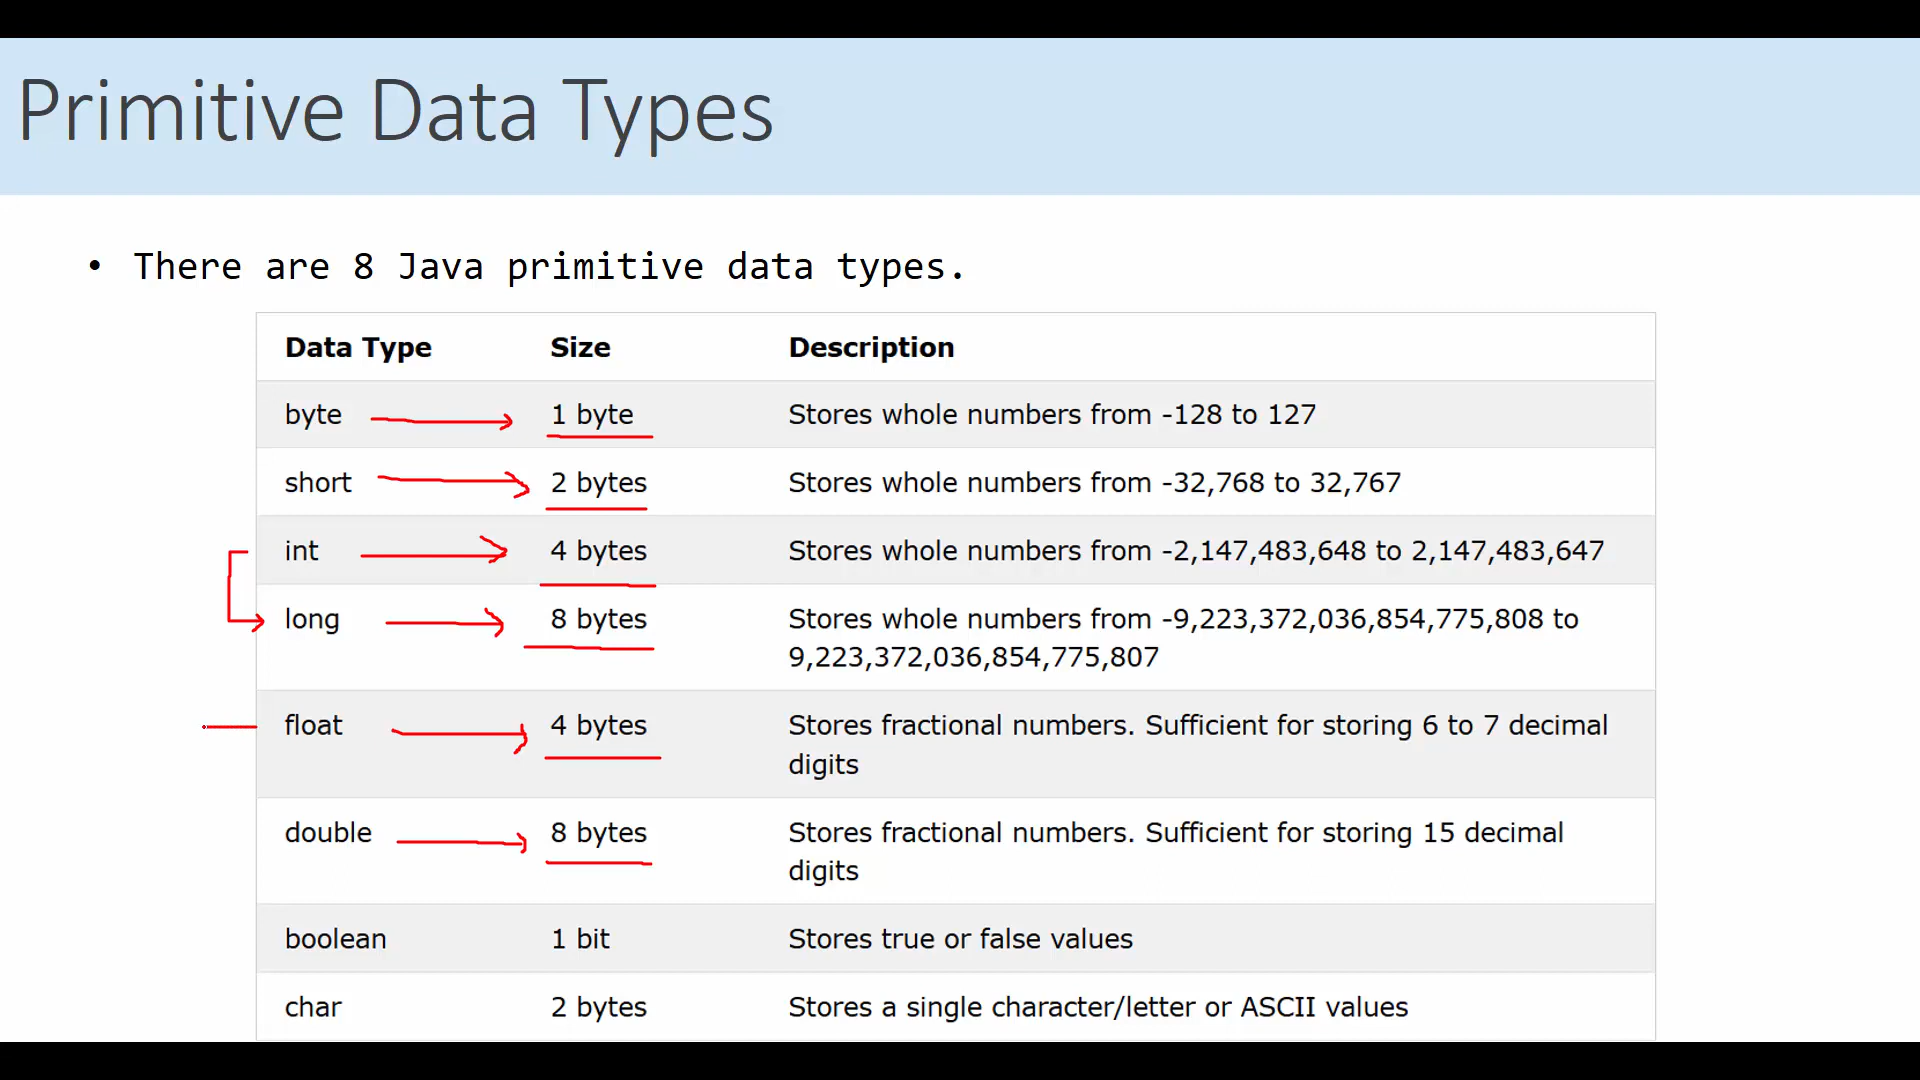 Primitive Data Types
• There are 8 Java primitive data types.
Data Type Size Description
byte 1 byte Stores whole numbers from -128 to 127
short 2 bytes Stores whole numbers from -32,768 to 32,767
int 4 bytes Stores whole numbers from -2,147,483,648 to 2,147,483,647
long 8 bytes Stores whole numbers from -9,223,372,036,854,775,808 to
9,223,372,036,854,775,807
float 4 bytes Stores fractional numbers. Sufficient for storing 6 to 7 decimal
digits
double 8 bytes Stores fractional numbers. Sufficient for storing 15 decimal
digits
boolean 1 bit Stores true or false values
char 2 bytes Stores a single character/letter or ASCII values